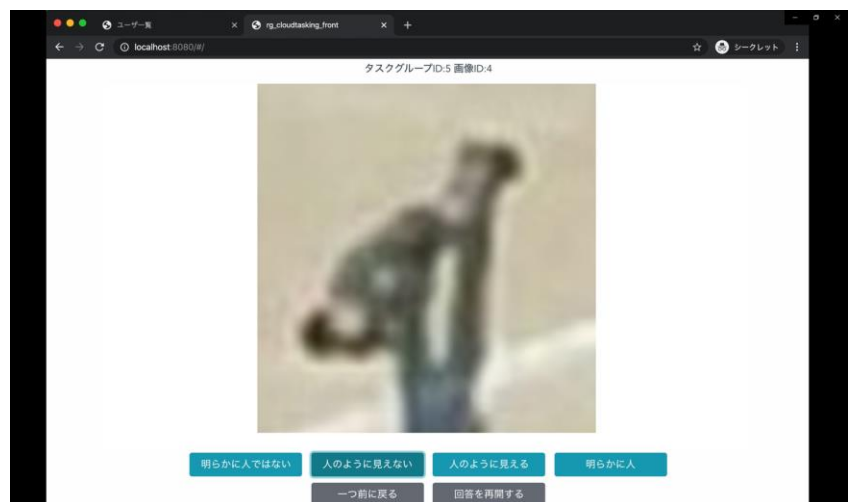 ユーザー覧
rg_cloudtasking_front
localhost:8080/#/
シークレット
タスクグループID:5 画像ID:4
明らかに人ではない
人のように見えない
人のように見える
明らかに人
一つ前に戻る
回答を再開する